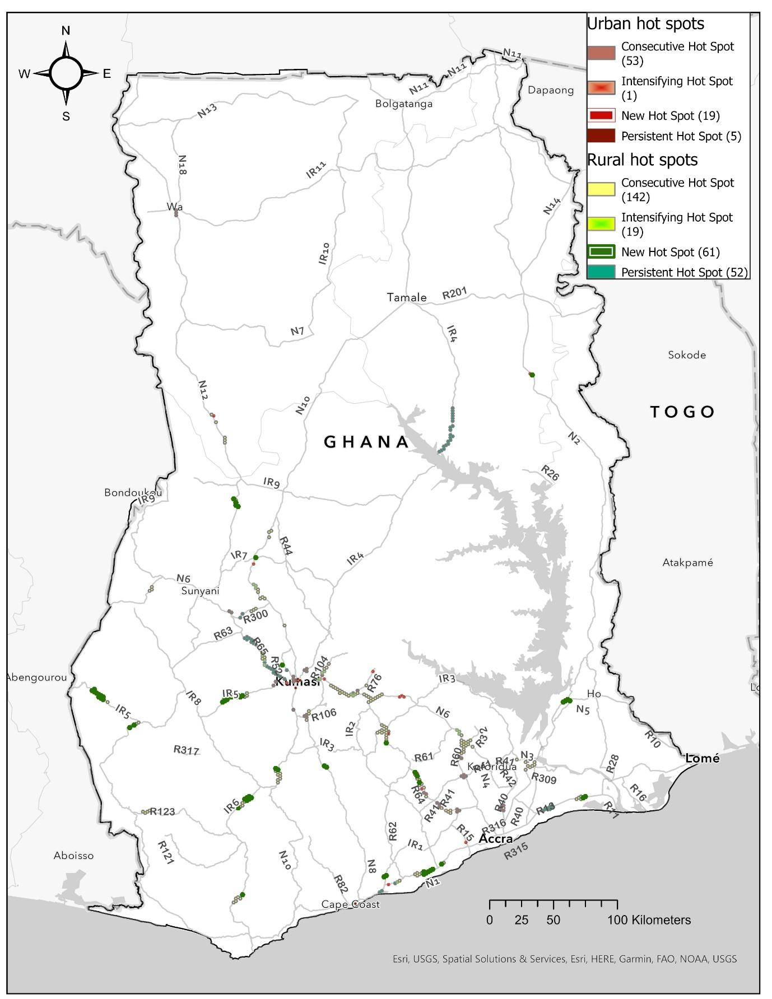 N
W
E
S
Urban hot spots
Consecutive Hot Spot
(53)
Intensifying Hot Spot
(1)
New Hot Spot (19)
Persistent Hot Spot (5)
Rural hot spots
Consecutive Hot Spot
(142)
Intensifying Hot Spot
(19)
New Hot Spot (61)
Persistent Hot Spot (52)
N11
N11
N11
Dapaong
Bolgatanga
N13
N18
IR11
Wa
N14
IR10
Tamale
R201
N7
IR4
Sokode
N12
N10
TOGO
GHANA
N2
R26
IR9
Bondoukou
IR9
R44
IR7
IR4
Atakpamé
N6
Sunyani
R300
R63
R65
R52
R104
Abengourou
Kumasi
R76
IR3
IR5
IR8
Ho
N5
IR5
R106
N6
IR2
R32
R10
IR3
R317
R61
R60
N3
Lomé
R41
R47
Koforidua
R28
N4
R42
R309
R64
R41
R41
R16
R40
R40
R13
R11
IR6
R123
R62
R15
R316
Accra
IR1
R315
R121
Aboisso
N10
N8
R82
N1
Cape Coast
0 25 50 100 Kilometers
Esri, USGS, Spatial Solutions & Services, Esri, HERE, Garmin, FAO, NOAA, USGS